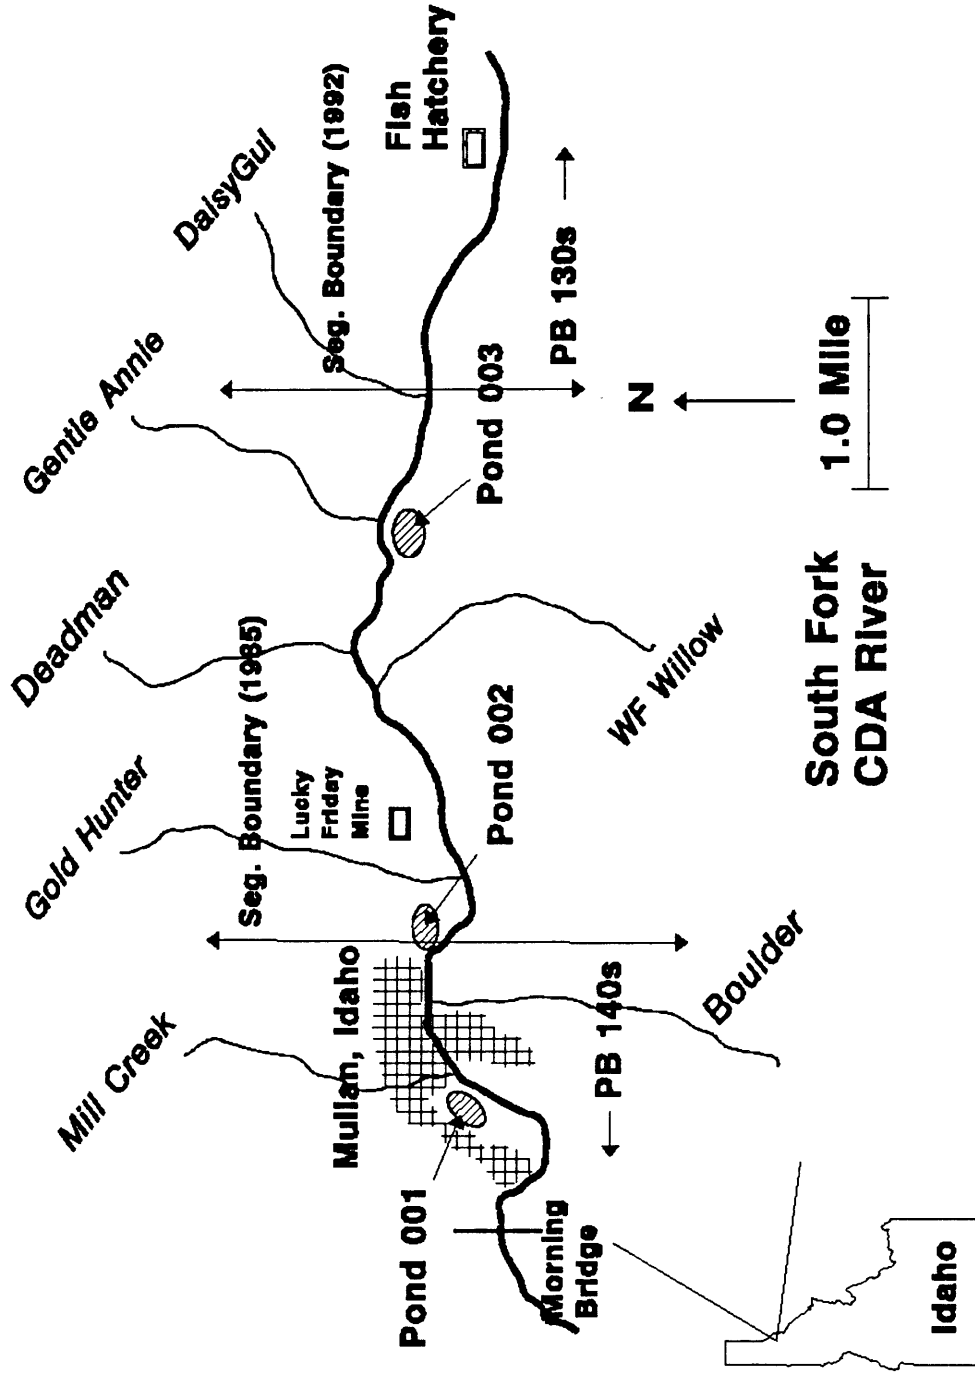 Mill Creek
Gold Hunter
Deadman
Gentle Annie
DaisyGul
Seg. Boundary (1985)
Seg. Boundary (1992)
Mullan, Idaho
Lucky
Friday
Mine
Fish
Hatchery
Pond 001
Pond 002
Pond 003
Morning
Bridge
PB 140s
PB 130s
Boulder
WF Willow
N
South Fork
CDA River
1.0 Mile
Idaho